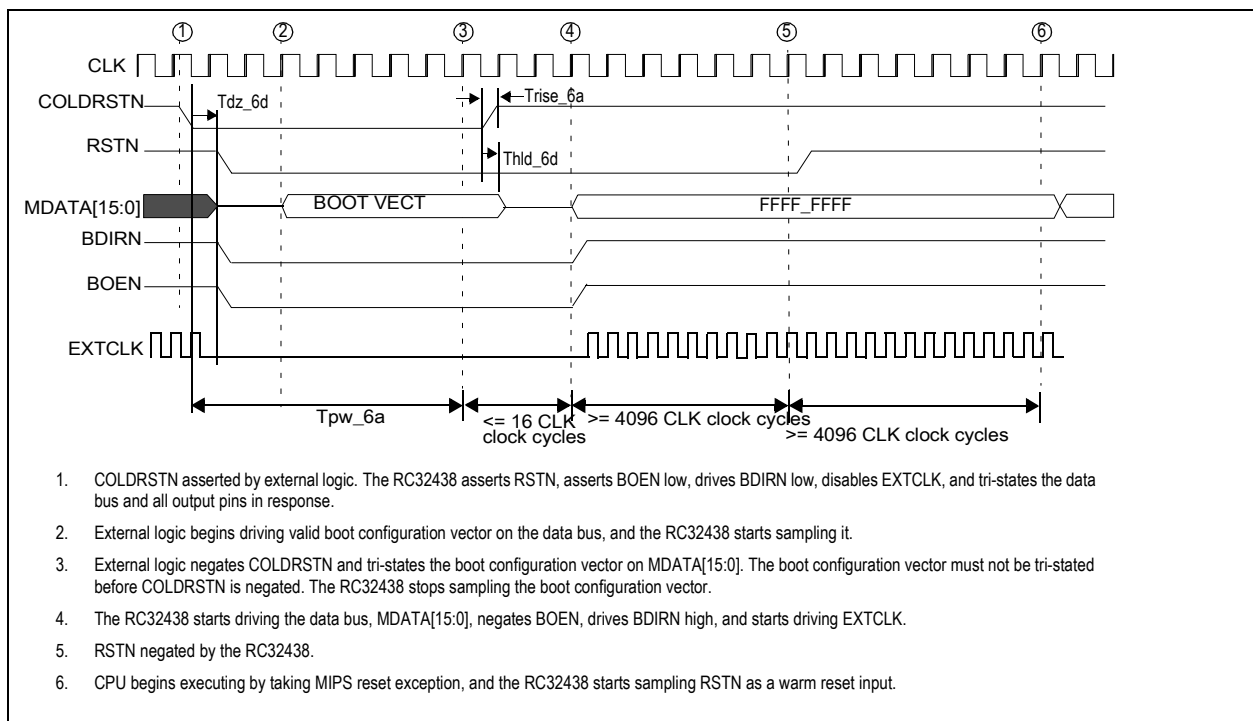 1 2 3 4 5 6
CLK
COLDRSTN
Tdz_6d
Trise_6a
RSTN
Thld_6d
MDATA[15:0]
BOOT VECT
FFFF_FFFF
BDIRN
BOEN
EXTCLK
Tpw_6a
<= 16 CLK
clock cycles
>= 4096 CLK clock cycles
>= 4096 CLK clock cycles
1. COLDRSTN asserted by external logic. The RC32438 asserts RSTN, asserts BOEN low, drives BDIRN low, disables EXTCLK, and tri-states the data
bus and all output pins in response.
2. External logic begins driving valid boot configuration vector on the data bus, and the RC32438 starts sampling it.
3. External logic negates COLDRSTN and tri-states the boot configuration vector on MDATA[15:0]. The boot configuration vector must not be tri-stated
before COLDRSTN is negated. The RC32438 stops sampling the boot configuration vector.
4. The RC32438 starts driving the data bus, MDATA[15:0], negates BOEN, drives BDIRN high, and starts driving EXTCLK.
5. RSTN negated by the RC32438.
6. CPU begins executing by taking MIPS reset exception, and the RC32438 starts sampling RSTN as a warm reset input.